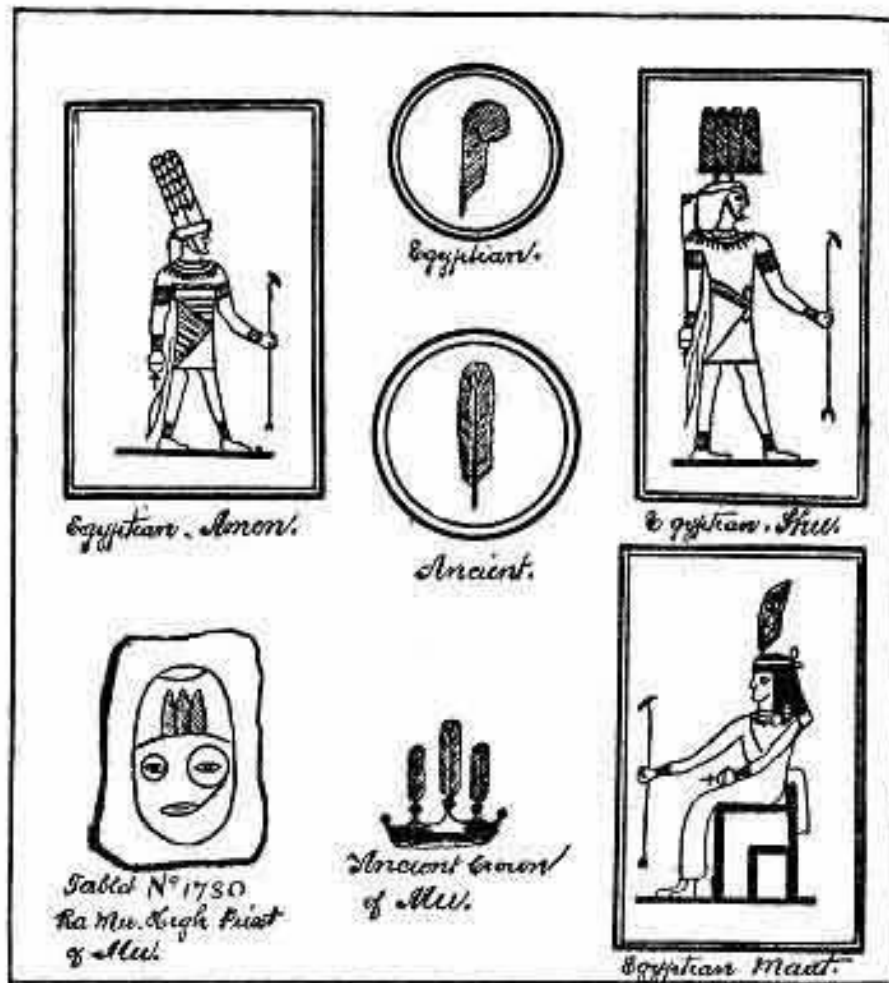 Egyptian.
Egyptian. Amon.
Ancient.
Egyptian. Shu.
Tablet Nº 1730
Ra Mu. High Priest
of Mu.
Ancient Crown
of Mu.
Egyptian Maat.